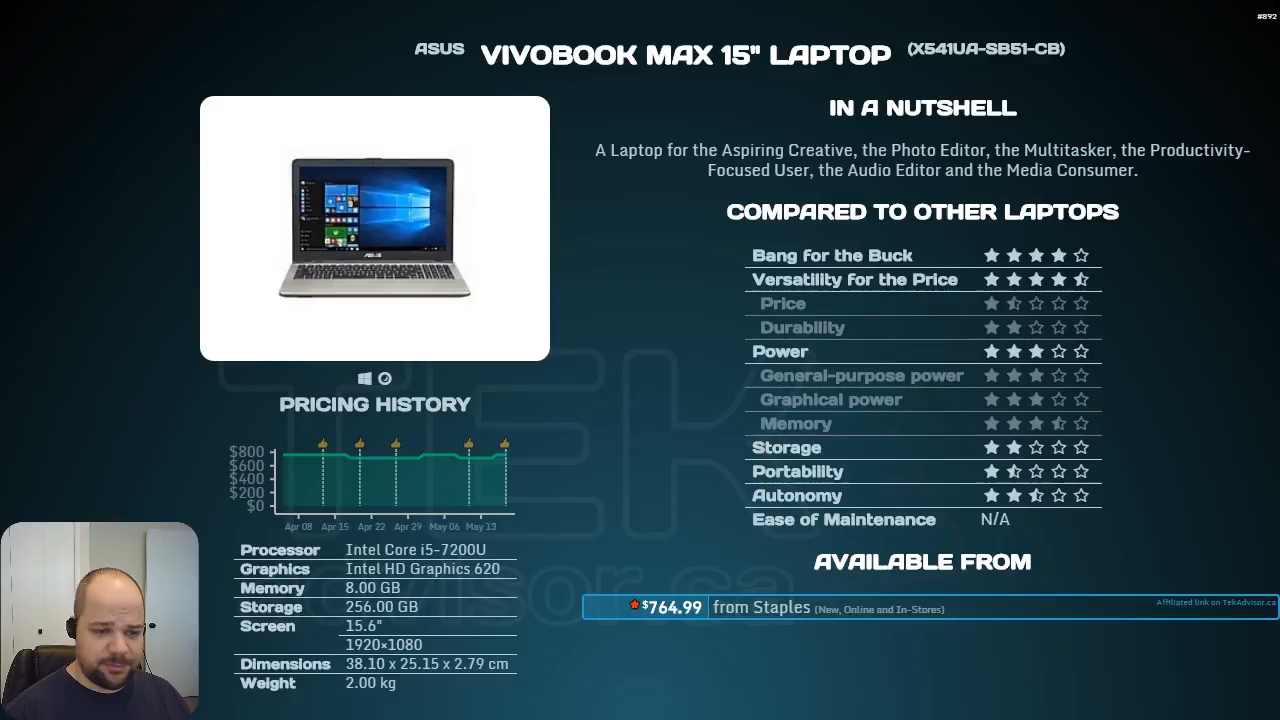 #892
ASUS VIVOBOOK MAX 15" LAPTOP (X541UA-SB51-CB)
IN A NUTSHELL
A Laptop for the Aspiring Creative, the Photo Editor, the Multitasker, the Productivity-
Focused User, the Audio Editor and the Media Consumer.
COMPARED TO OTHER LAPTOPS
Bang for the Buck
Versatility for the Price
Price
Durability
Power
General-purpose power
Graphical power
Memory
Storage
Portability
Autonomy
Ease of Maintenance N/A
AVAILABLE FROM
$764.99 from Staples (New, Online and In-Stores)
Affiliated link on TekAdvisor.ca
ASUS
PRICING HISTORY
$800
$600
$400
$200
$0
Apr 08 Apr 15 Apr 22 Apr 29 May 06 May 13
Processor Intel Core i5-7200U
Graphics Intel HD Graphics 620
Memory 8.00 GB
Storage 256.00 GB
Screen 15.6"
1920×1080
Dimensions 38.10 x 25.15 x 2.79 cm
Weight 2.00 kg